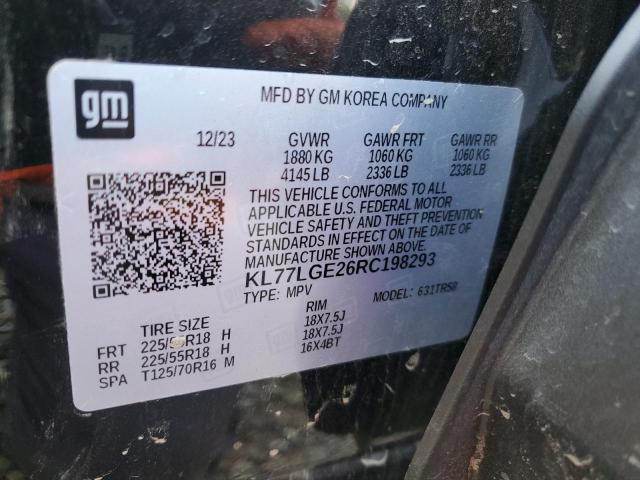 gm
MFD BY GM KOREA COMPANY
12/23 GVWR GAWR FRT GAWR RR
1880 KG 1060 KG 1060 KG
4145 LB 2336 LB 2336 LB
THIS VEHICLE CONFORMS TO ALL
APPLICABLE U.S. FEDERAL MOTOR
VEHICLE SAFETY AND THEFT PREVENTION
STANDARDS IN EFFECT ON THE DATE OF
MANUFACTURE SHOWN ABOVE.
KL77LGE26RC198293
TYPE: MPV MODEL: 631TR58
TIRE SIZE RIM
FRT 225/55R18 H 18X7.5J
RR 225/55R18 H 18X7.5J
SPA T125/70R16 M 16X4BT